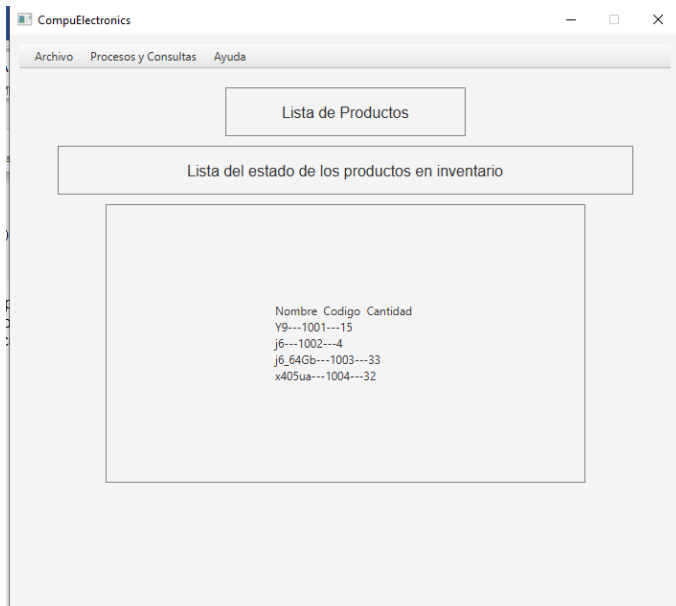 CompuElectronics
Archivo Procesos y Consultas Ayuda
Lista de Productos
Lista del estado de los productos en inventario
Nombre Codigo Cantidad
Y9---1001---15
j6---1002---4
j6_64Gb---1003---33
x405ua---1004---32